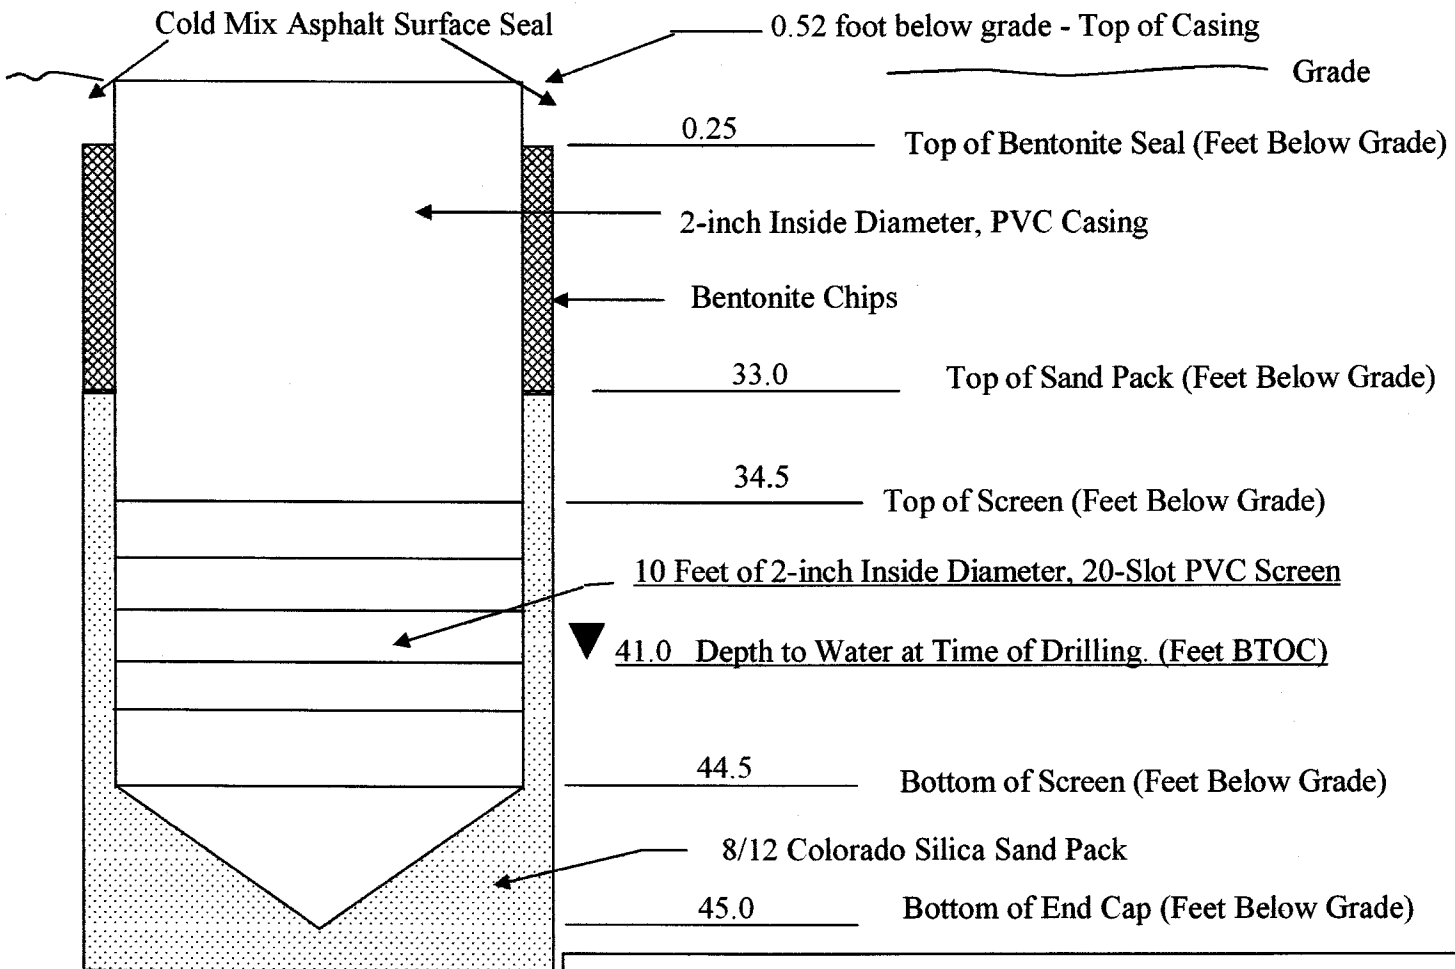 Cold Mix Asphalt Surface Seal
0.52 foot below grade - Top of Casing
Grade
0.25
Top of Bentonite Seal (Feet Below Grade)
2-inch Inside Diameter, PVC Casing
Bentonite Chips
33.0
Top of Sand Pack (Feet Below Grade)
34.5
Top of Screen (Feet Below Grade)
10 Feet of 2-inch Inside Diameter, 20-Slot PVC Screen
41.0 Depth to Water at Time of Drilling. (Feet BTOC)
44.5
Bottom of Screen (Feet Below Grade)
8/12 Colorado Silica Sand Pack
45.0
Bottom of End Cap (Feet Below Grade)